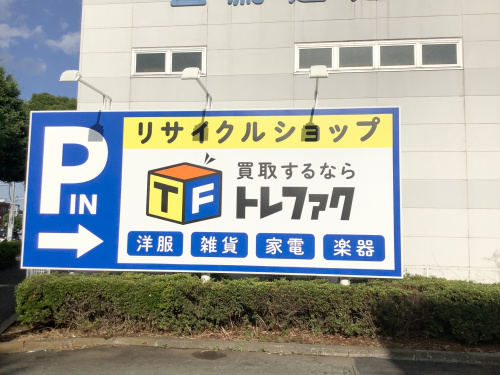 P
IN
リサイクルショップ
TF
買取するなら
トレファク
洋服 雑貨 家電 楽器